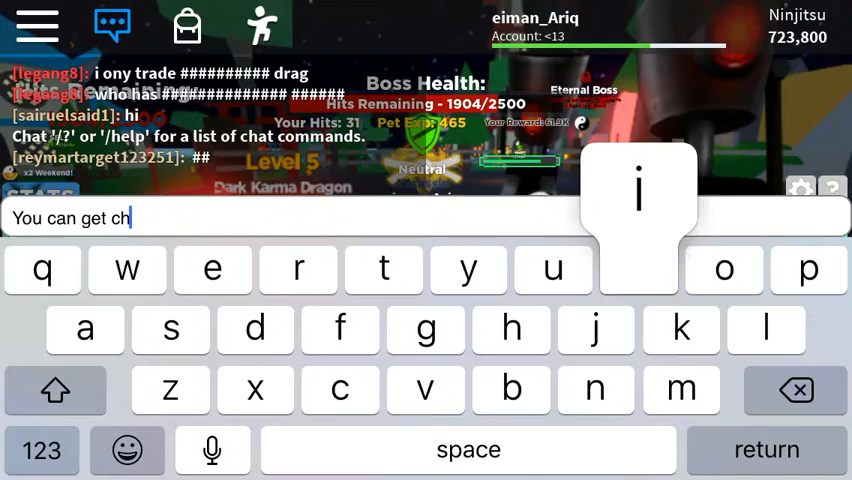 eiman_Ariq
Account: <13
Ninjitsu
723,800
[legang8]: i ony trade ########## drag
[legang8]: who has ################## ######
[sairuelsaid1]: hi
Chat '/?' or '/help' for a list of chat commands.
[reymartarget123251]: ##
Boss Health:
Hits Remaining - 1904/2500
Your Hits: 31
Pet Exp: 465
Eternal Boss
Your Reward: 61.9K
Level 5
Neutral
Dark Karma Dragon
x2 Weekend!
STATS
?
You can get ch
i
q w e r t y u o p
a s d f g h j k l
z x c v b n m
123
space
return